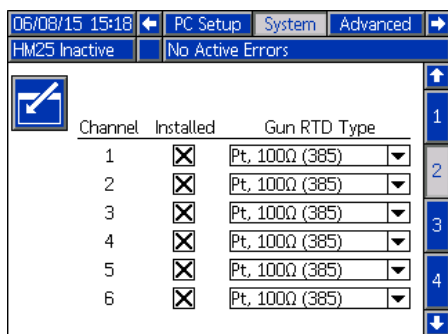 06/08/15 15:18 PC Setup System Advanced
HM25 Inactive No Active Errors
Channel Installed Gun RTD Type
1 Pt, 100Ω (385)
2 Pt, 100Ω (385)
3 Pt, 100Ω (385)
4 Pt, 100Ω (385)
5 Pt, 100Ω (385)
6 Pt, 100Ω (385)
1
2
3
4